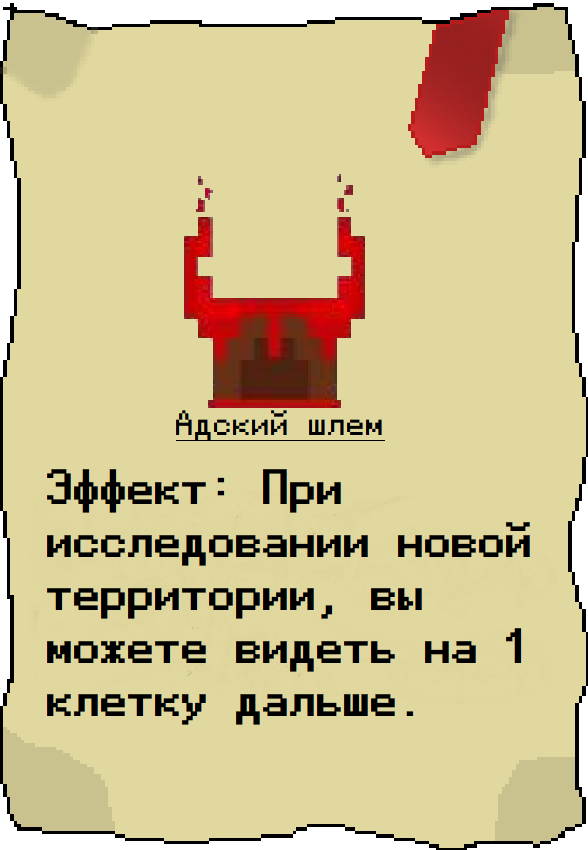 Адский шлем
Эффект: При
исследовании новой
территории, вы
можете видеть на 1
клетку дальше.